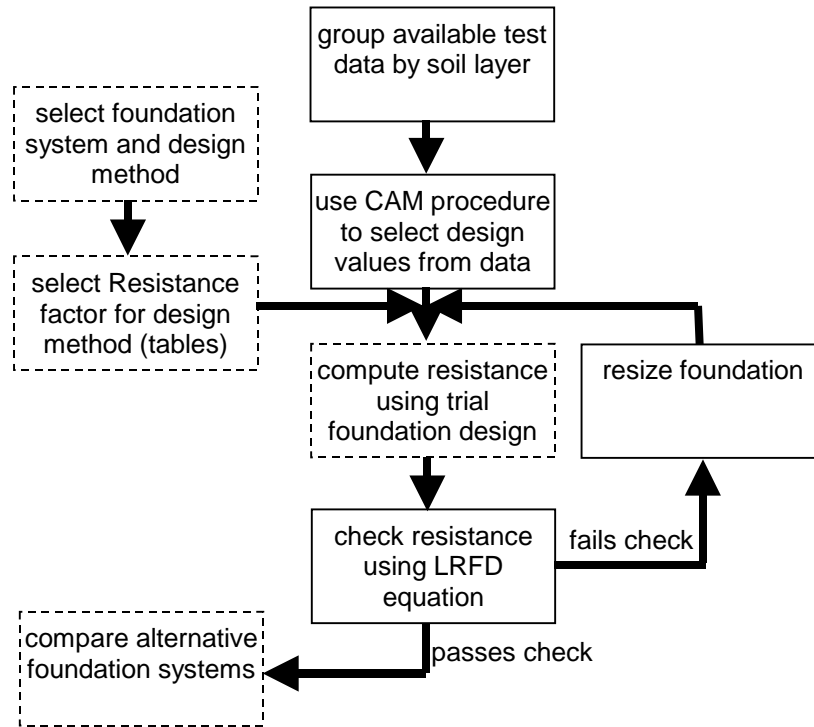 group available test
data by soil layer
select foundation
system and design
method
use CAM procedure
to select design
values from data
select Resistance
factor for design
method (tables)
compute resistance
using trial
foundation design
resize foundation
check resistance
using LRFD
equation
fails check
passes check
compare alternative
foundation systems